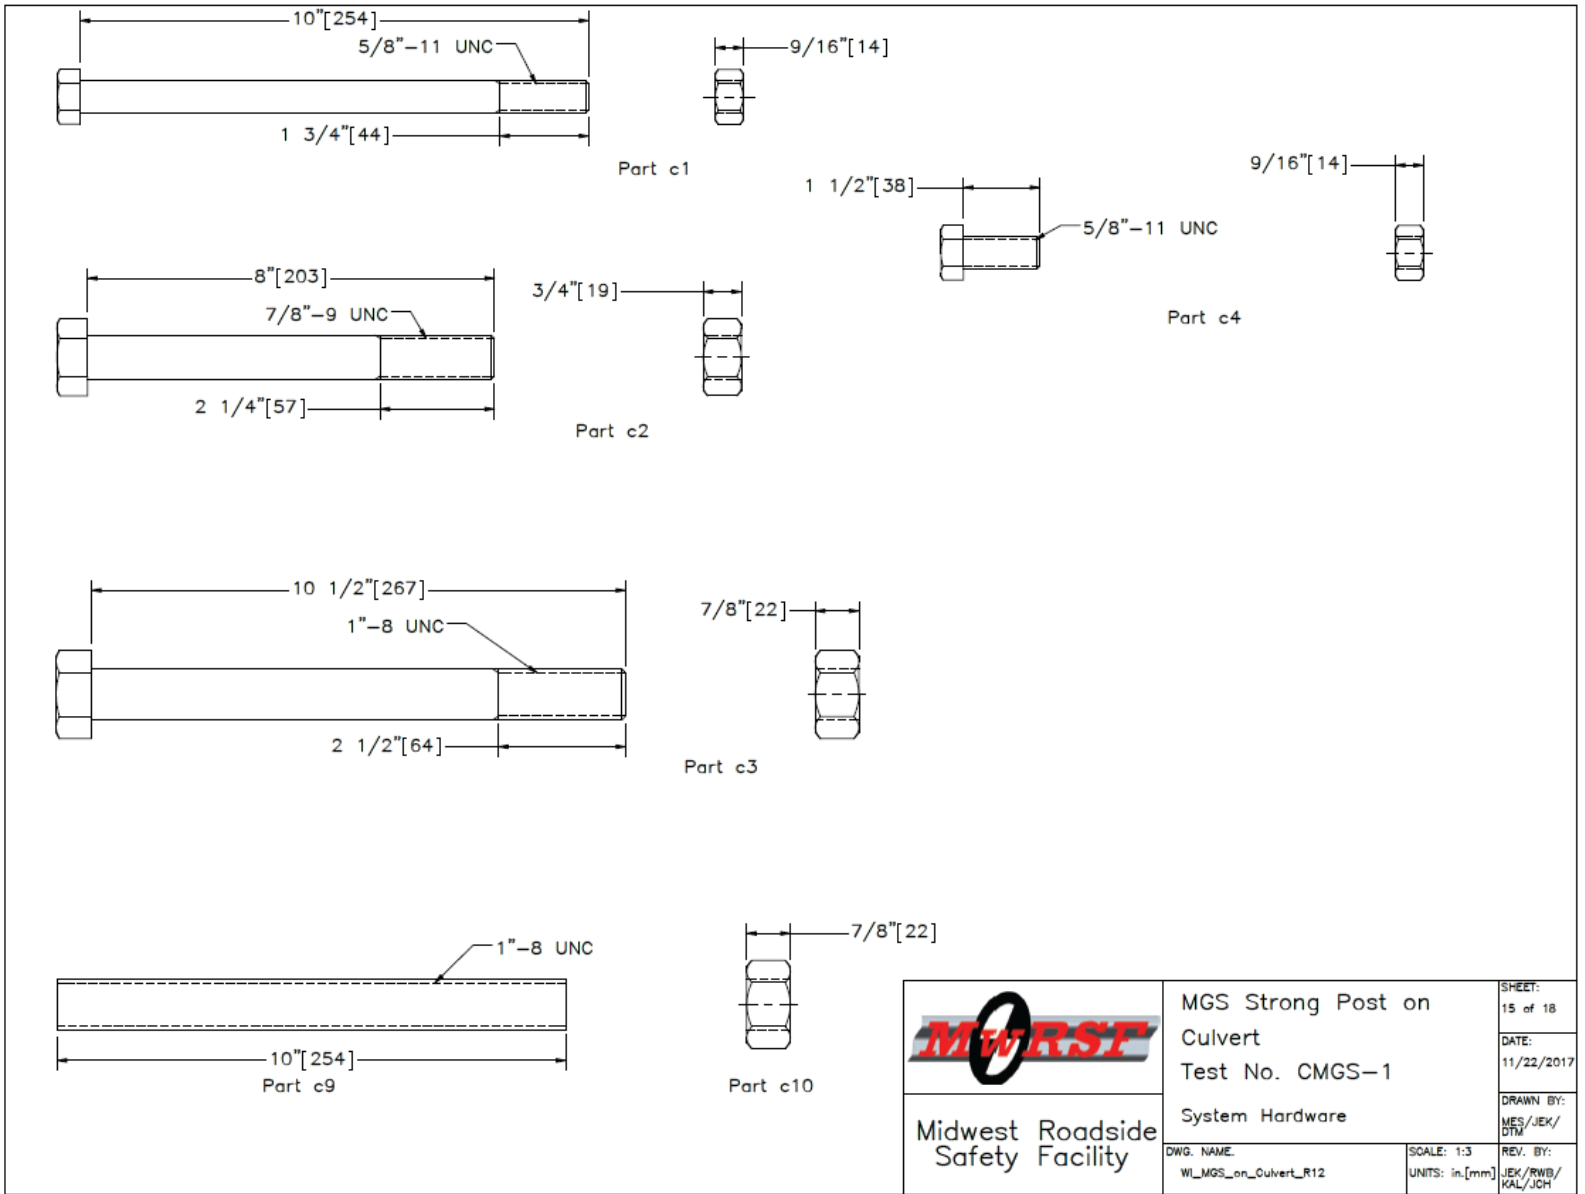 10"[254]
5/8"-11 UNC
9/16"[14]
1 3/4"[44]
Part c1
9/16"[14]
1 1/2"[38]
5/8"-11 UNC
Part c4
8"[203]
7/8"-9 UNC
3/4"[19]
2 1/4"[57]
Part c2
10 1/2"[267]
1"-8 UNC
7/8"[22]
2 1/2"[64]
Part c3
1"-8 UNC
7/8"[22]
10"[254]
Part c9
Part c10
MwRSF
Midwest Roadside
Safety Facility
MGS Strong Post on
Culvert
Test No. CMGS-1
System Hardware
SHEET:
15 of 18
DATE:
11/22/2017
DRAWN BY:
MES/JEK/
DTM
DWG. NAME.
WI_MGS_on_Culvert_R12
SCALE: 1:3
UNITS: in.[mm]
REV. BY:
JEK/RWB/
KAL/JCH